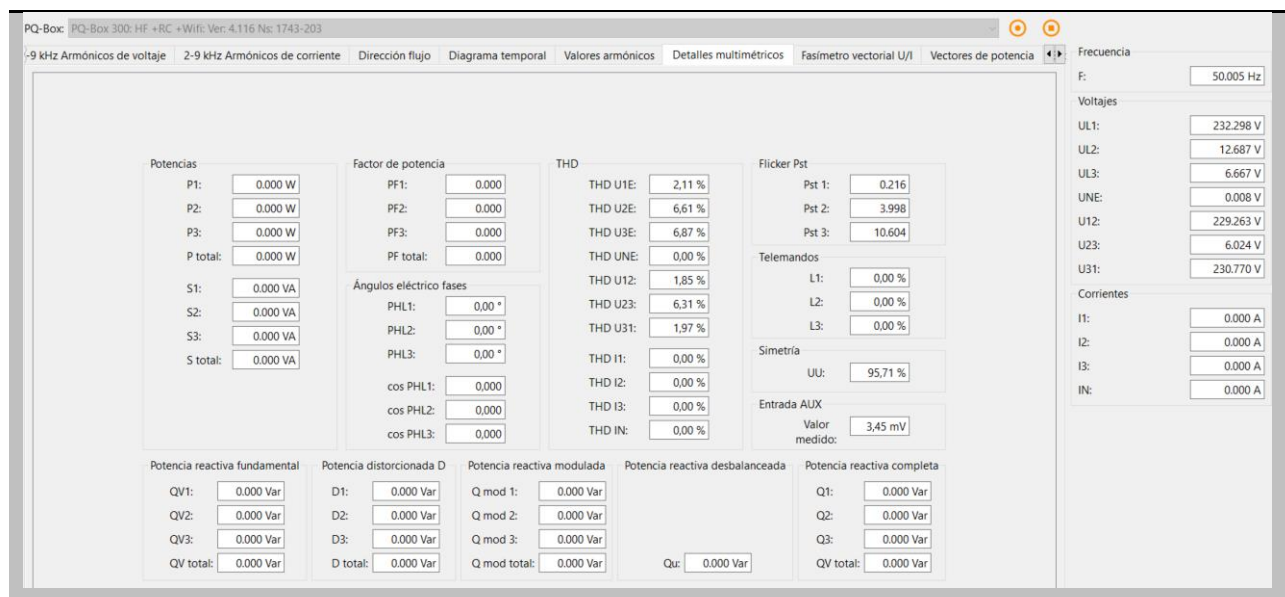 PQ-Box: PQ-Box 300: HF +RC +Wifi: Ver: 4.116 Ns: 1743-203
-9 kHz Armónicos de voltaje 2-9 kHz Armónicos de corriente Dirección flujo Diagrama temporal Valores armónicos Detalles multimétricos Fasímetro vectorial U/I Vectores de potencia
Potencias
P1: 0.000 W
P2: 0.000 W
P3: 0.000 W
P total: 0.000 W
S1: 0.000 VA
S2: 0.000 VA
S3: 0.000 VA
S total: 0.000 VA
Factor de potencia
PF1: 0.000
PF2: 0.000
PF3: 0.000
PF total: 0.000
Ángulos eléctrico fases
PHL1: 0,00 °
PHL2: 0,00 °
PHL3: 0,00 °
cos PHL1: 0,000
cos PHL2: 0,000
cos PHL3: 0,000
THD
THD U1E: 2,11 %
THD U2E: 6,61 %
THD U3E: 6,87 %
THD UNE: 0,00 %
THD U12: 1,85 %
THD U23: 6,31 %
THD U31: 1,97 %
THD I1: 0,00 %
THD I2: 0,00 %
THD I3: 0,00 %
THD IN: 0,00 %
Flicker Pst
Pst 1: 0.216
Pst 2: 3.998
Pst 3: 10.604
Telemandos
L1: 0,00 %
L2: 0,00 %
L3: 0,00 %
Simetría
UU: 95,71 %
Entrada AUX
Valor
medido: 3,45 mV
Potencia reactiva fundamental
QV1: 0.000 Var
QV2: 0.000 Var
QV3: 0.000 Var
QV total: 0.000 Var
Potencia distorcionada D
D1: 0.000 Var
D2: 0.000 Var
D3: 0.000 Var
D total: 0.000 Var
Potencia reactiva modulada
Q mod 1: 0.000 Var
Q mod 2: 0.000 Var
Q mod 3: 0.000 Var
Q mod total: 0.000 Var
Potencia reactiva desbalanceada
Qu: 0.000 Var
Potencia reactiva completa
Q1: 0.000 Var
Q2: 0.000 Var
Q3: 0.000 Var
QV total: 0.000 Var
Frecuencia
F: 50.005 Hz
Voltajes
UL1: 232.298 V
UL2: 12.687 V
UL3: 6.667 V
UNE: 0.008 V
U12: 229.263 V
U23: 6.024 V
U31: 230.770 V
Corrientes
I1: 0.000 A
I2: 0.000 A
I3: 0.000 A
IN: 0.000 A